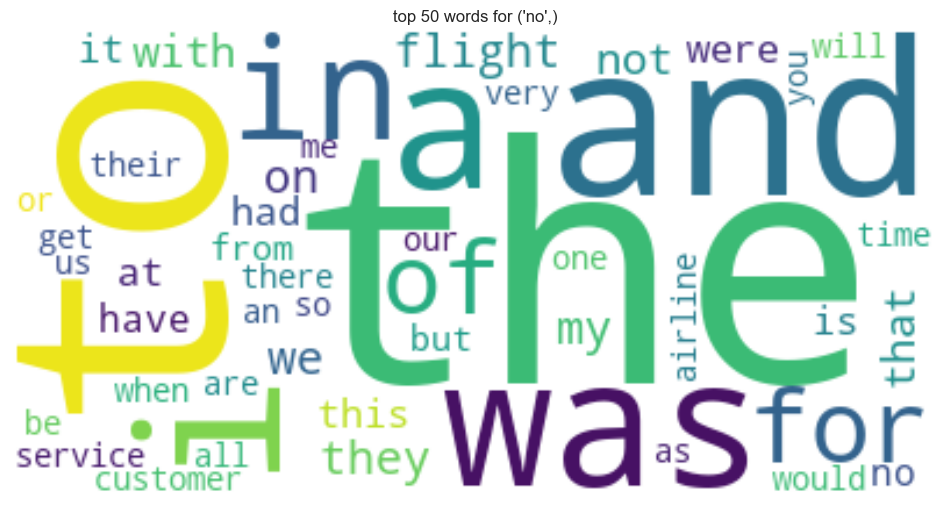 top 50 words for ('no',)
it with in flight not were you will
a very and
to their me
or on the
get had our
us from of one time
at there airline is that
have an so but my
we
when are
be i this was for
service all they as no
customer would